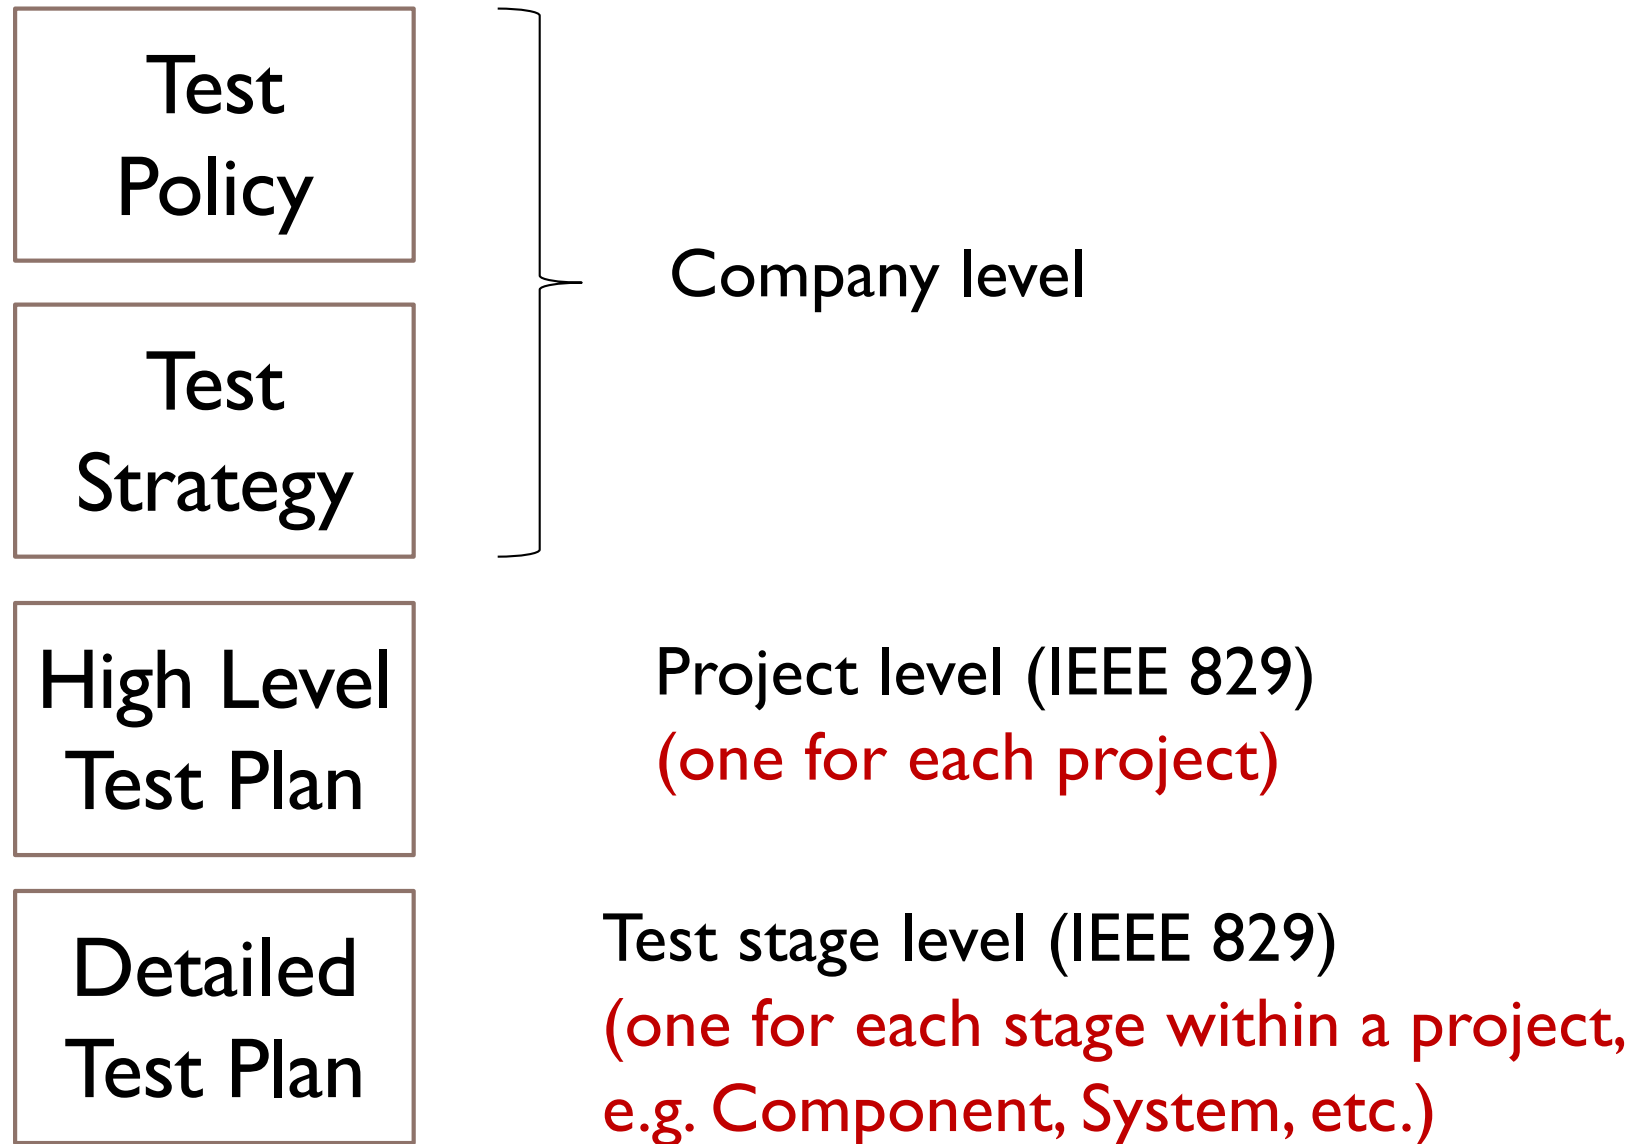 Test
Policy
Company level
Test
Strategy
High Level
Test Plan
Project level (IEEE 829)
(one for each project)
Detailed
Test Plan
Test stage level (IEEE 829)
(one for each stage within a project,
e.g. Component, System, etc.)